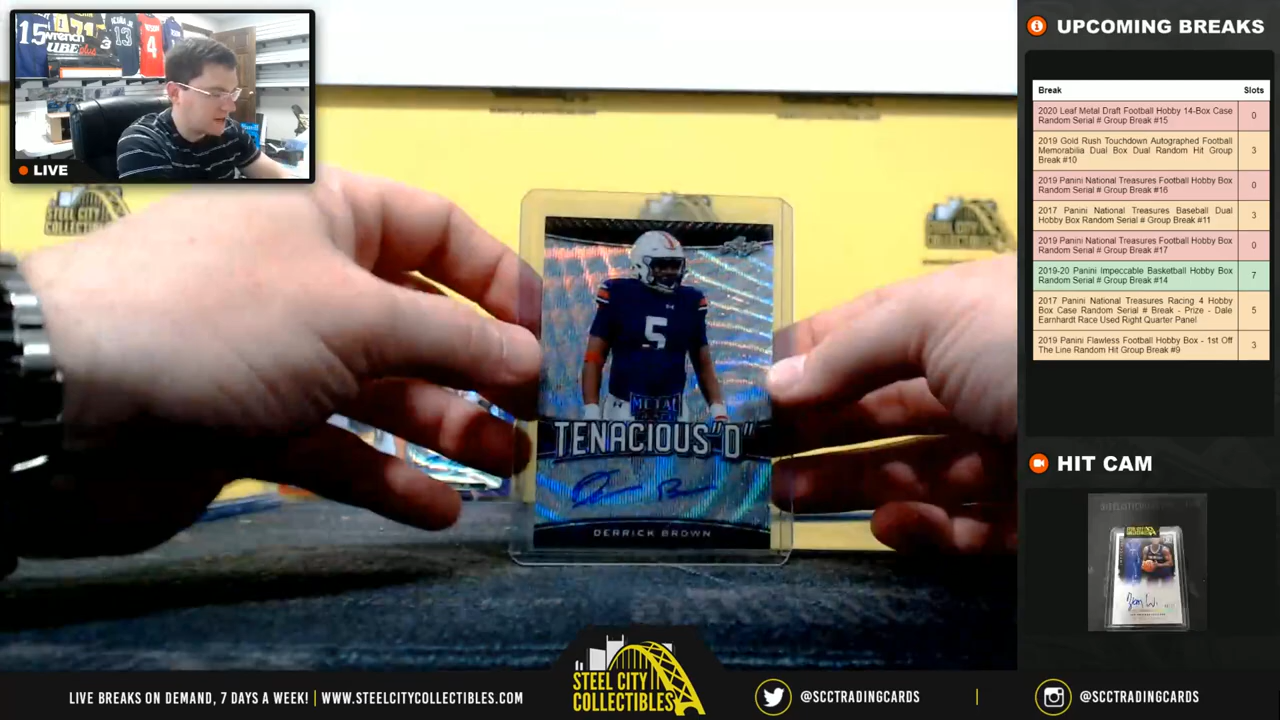 UPCOMING BREAKS
Break Slots
2020 Leaf Metal Draft Football Hobby 14-Box Case
Random Serial # Group Break #15
0
2019 Gold Rush Touchdown Autographed Football
Memorabilia Dual Box Dual Random Hit Group
Break #10
3
2019 Panini National Treasures Football Hobby Box
Random Serial # Group Break #16
0
2017 Panini National Treasures Baseball Dual
Hobby Box Random Serial # Group Break #11
3
2019 Panini National Treasures Football Hobby Box
Random Serial # Group Break #17
0
2019-20 Panini Impeccable Basketball Hobby Box
Random Serial # Group Break #14
7
2017 Panini National Treasures Racing 4 Hobby
Box Case Random Serial # Break - Prize - Dale
Earnhardt Race Used Right Quarter Panel
5
2019 Panini Flawless Football Hobby Box - 1st Off
The Line Random Hit Group Break #9
3
15
13
4
LIVE
STEEL CITY
COLLECTIBLES
5
METAL
TENACIOUS "D"
DERRICK BROWN
HIT CAM
LIVE BREAKS ON DEMAND, 7 DAYS A WEEK! | WWW.STEELCITYCOLLECTIBLES.COM
STEEL CITY
COLLECTIBLES
@SCCTRADINGCARDS
@SCCTRADINGCARDS